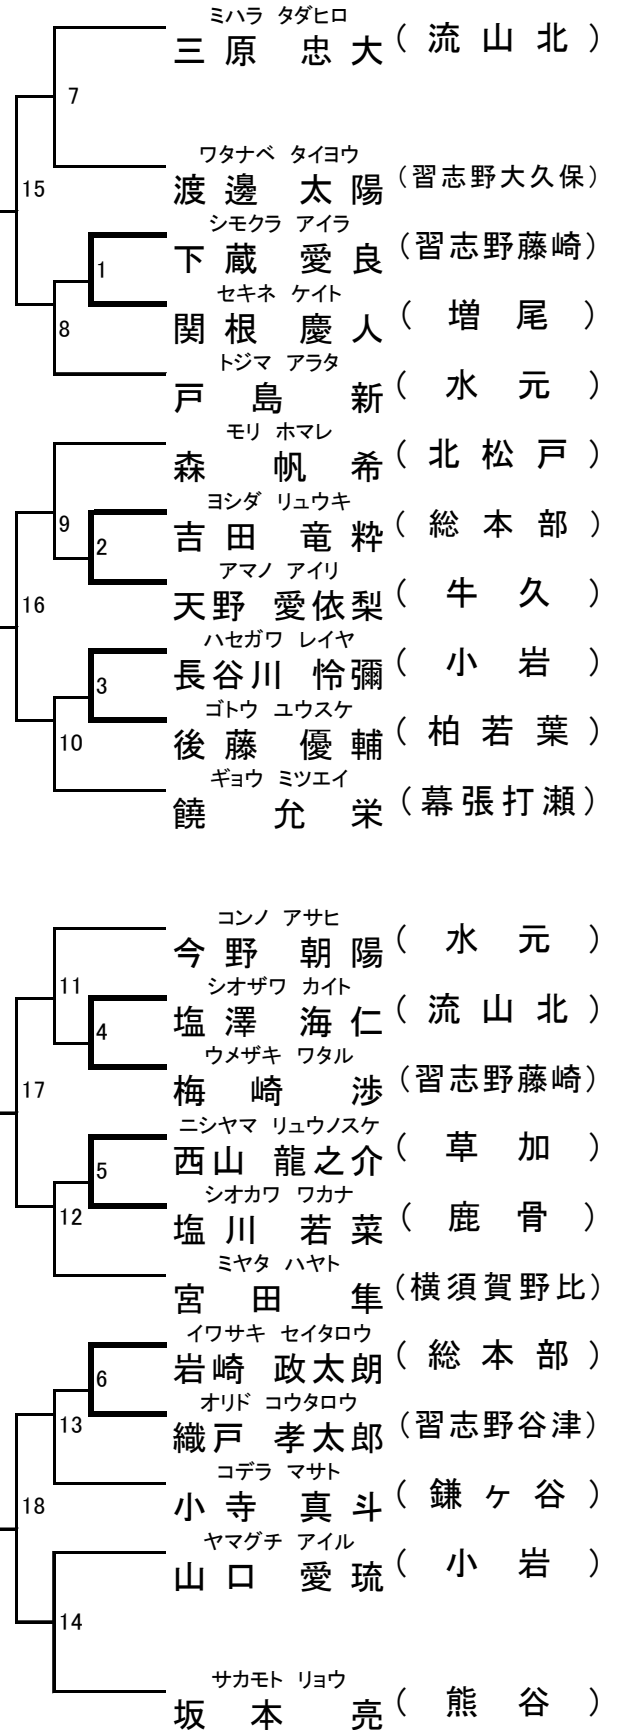 ミハラ タダヒロ
三原 忠大 (流山北)
7
ワタナベ タイヨウ
15
渡邊 太陽 (習志野大久保)
シモクラ アイラ
下蔵 愛良 (習志野藤崎)
1
セキネ ケイト
関根 慶人 (増尾)
8
トジマ アラタ
戸島 新 (水元)
モリ ホマレ
森 帆希 (北松戸)
ヨシダ リュウキ
9
吉田 竜粋 (総本部)
2
アマノ アイリ
16
天野 愛依梨 (牛久)
ハセガワ レイヤ
長谷川 怜彌 (小岩)
3
ゴトウ ユウスケ
後藤 優輔 (柏若葉)
10
ギョウ ミツエイ
饒 允栄 (幕張打瀬)
コンノ アサヒ
今野 朝陽 (水元)
11
シオザワ カイト
塩澤 海仁 (流山北)
4
ウメザキ ワタル
17
梅崎 渉 (習志野藤崎)
ニシヤマ リュウノスケ
西山 龍之介 (草加)
5
シオカワ ワカナ
12
塩川 若菜 (鹿骨)
ミヤタ ハヤト
宮田 隼 (横須賀野比)
イワサキ セイタロウ
岩崎 政太朗 (総本部)
6
オリド コウタロウ
13
織戸 孝太郎 (習志野谷津)
コデラ マサト
18
小寺 真斗 (鎌ヶ谷)
ヤマグチ アイル
山口 愛琉 (小岩)
14
サカモト リョウ
坂本 亮 (熊谷)